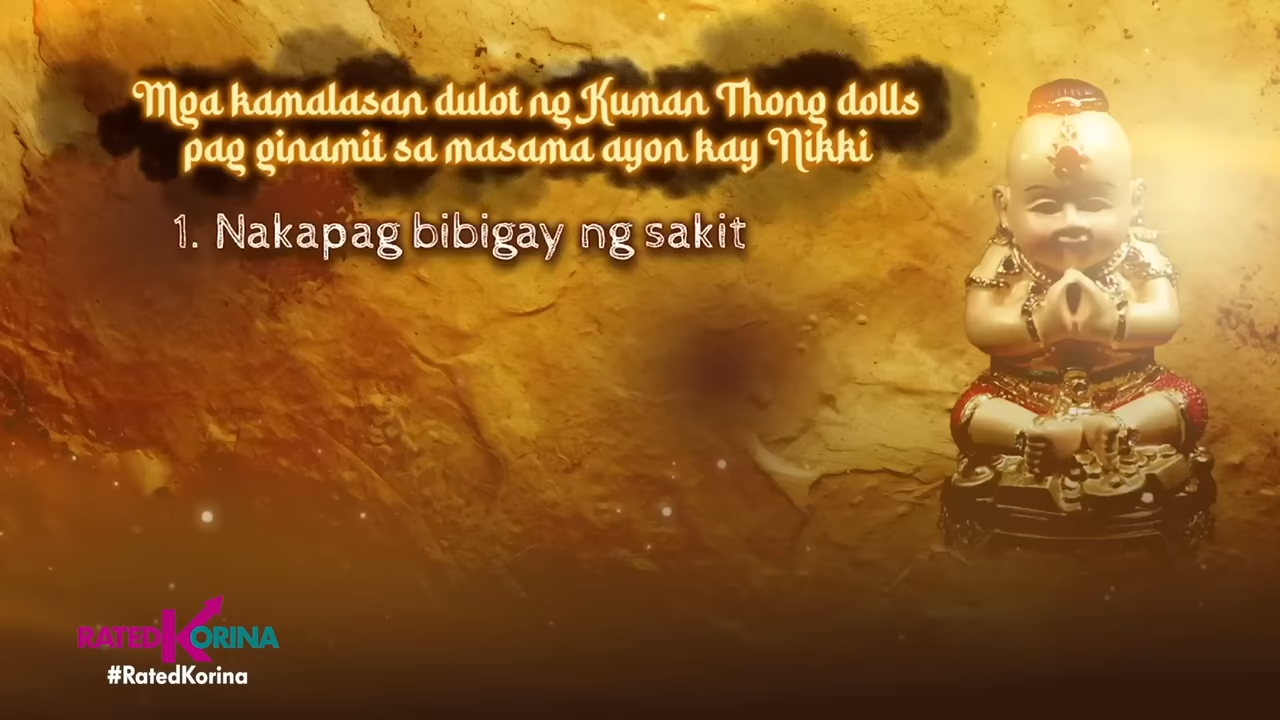 Mga kamalasan dulot ng Kuman Thong dolls
pag ginamit sa masama ayon kay Nikki
1. Nakapag bibigay ng sakit
RATED KORINA
#RatedKorina